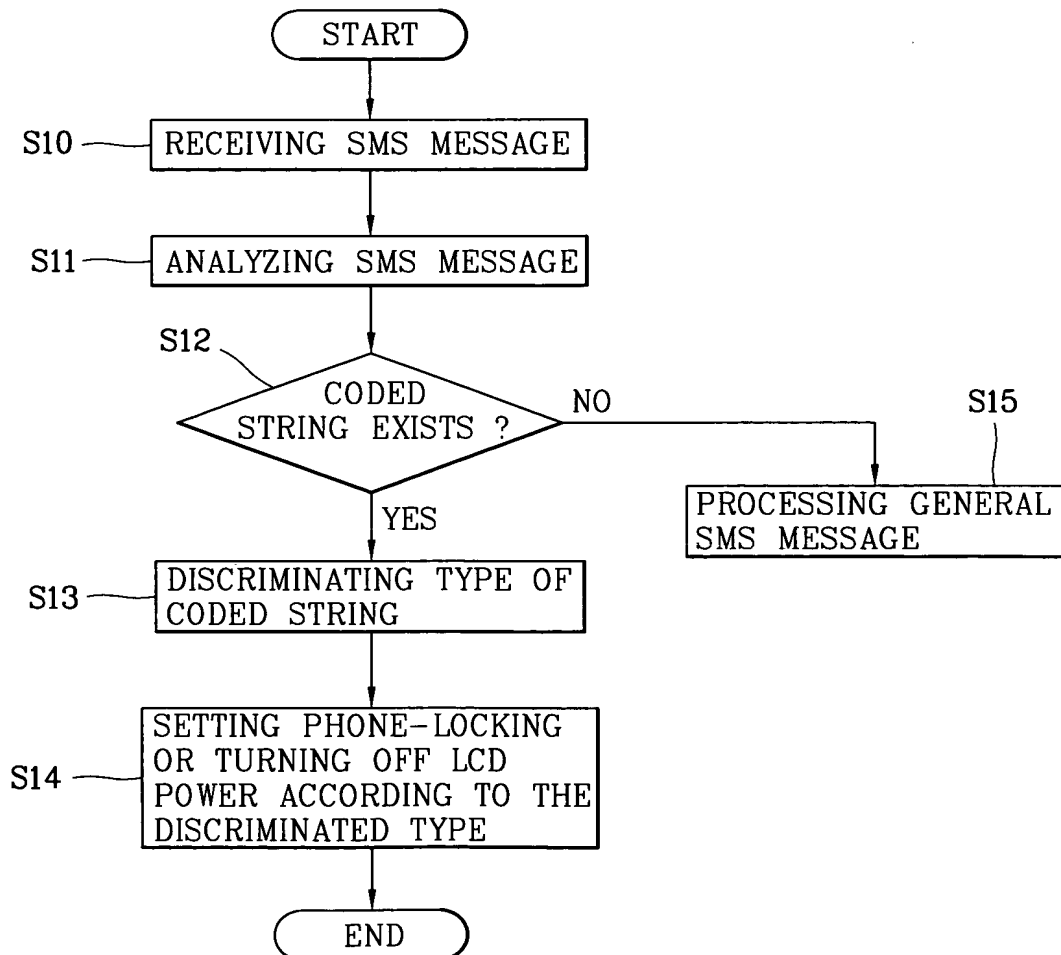 START
S10
RECEIVING SMS MESSAGE
S11
ANALYZING SMS MESSAGE
S12
CODED
STRING EXISTS ?
NO
S15
PROCESSING GENERAL
SMS MESSAGE
YES
S13
DISCRIMINATING TYPE OF
CODED STRING
S14
SETTING PHONE-LOCKING
OR TURNING OFF LCD
POWER ACCORDING TO THE
DISCRIMINATED TYPE
END